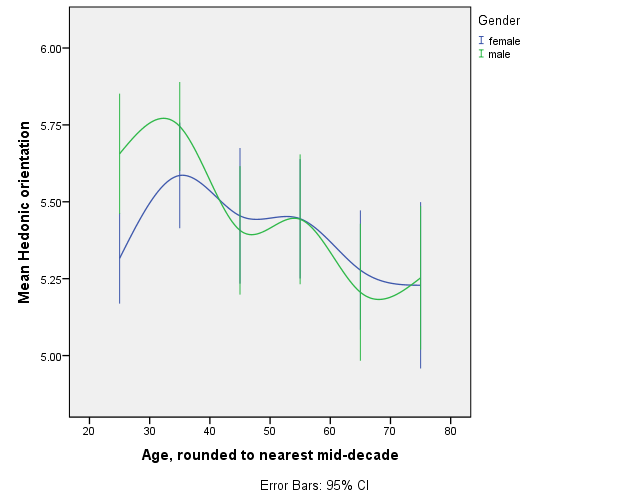 Gender
female
male
6.00
5.75
5.50
5.25
5.00
Mean Hedonic orientation
20 30 40 50 60 70 80
Age, rounded to nearest mid-decade
Error Bars: 95% CI